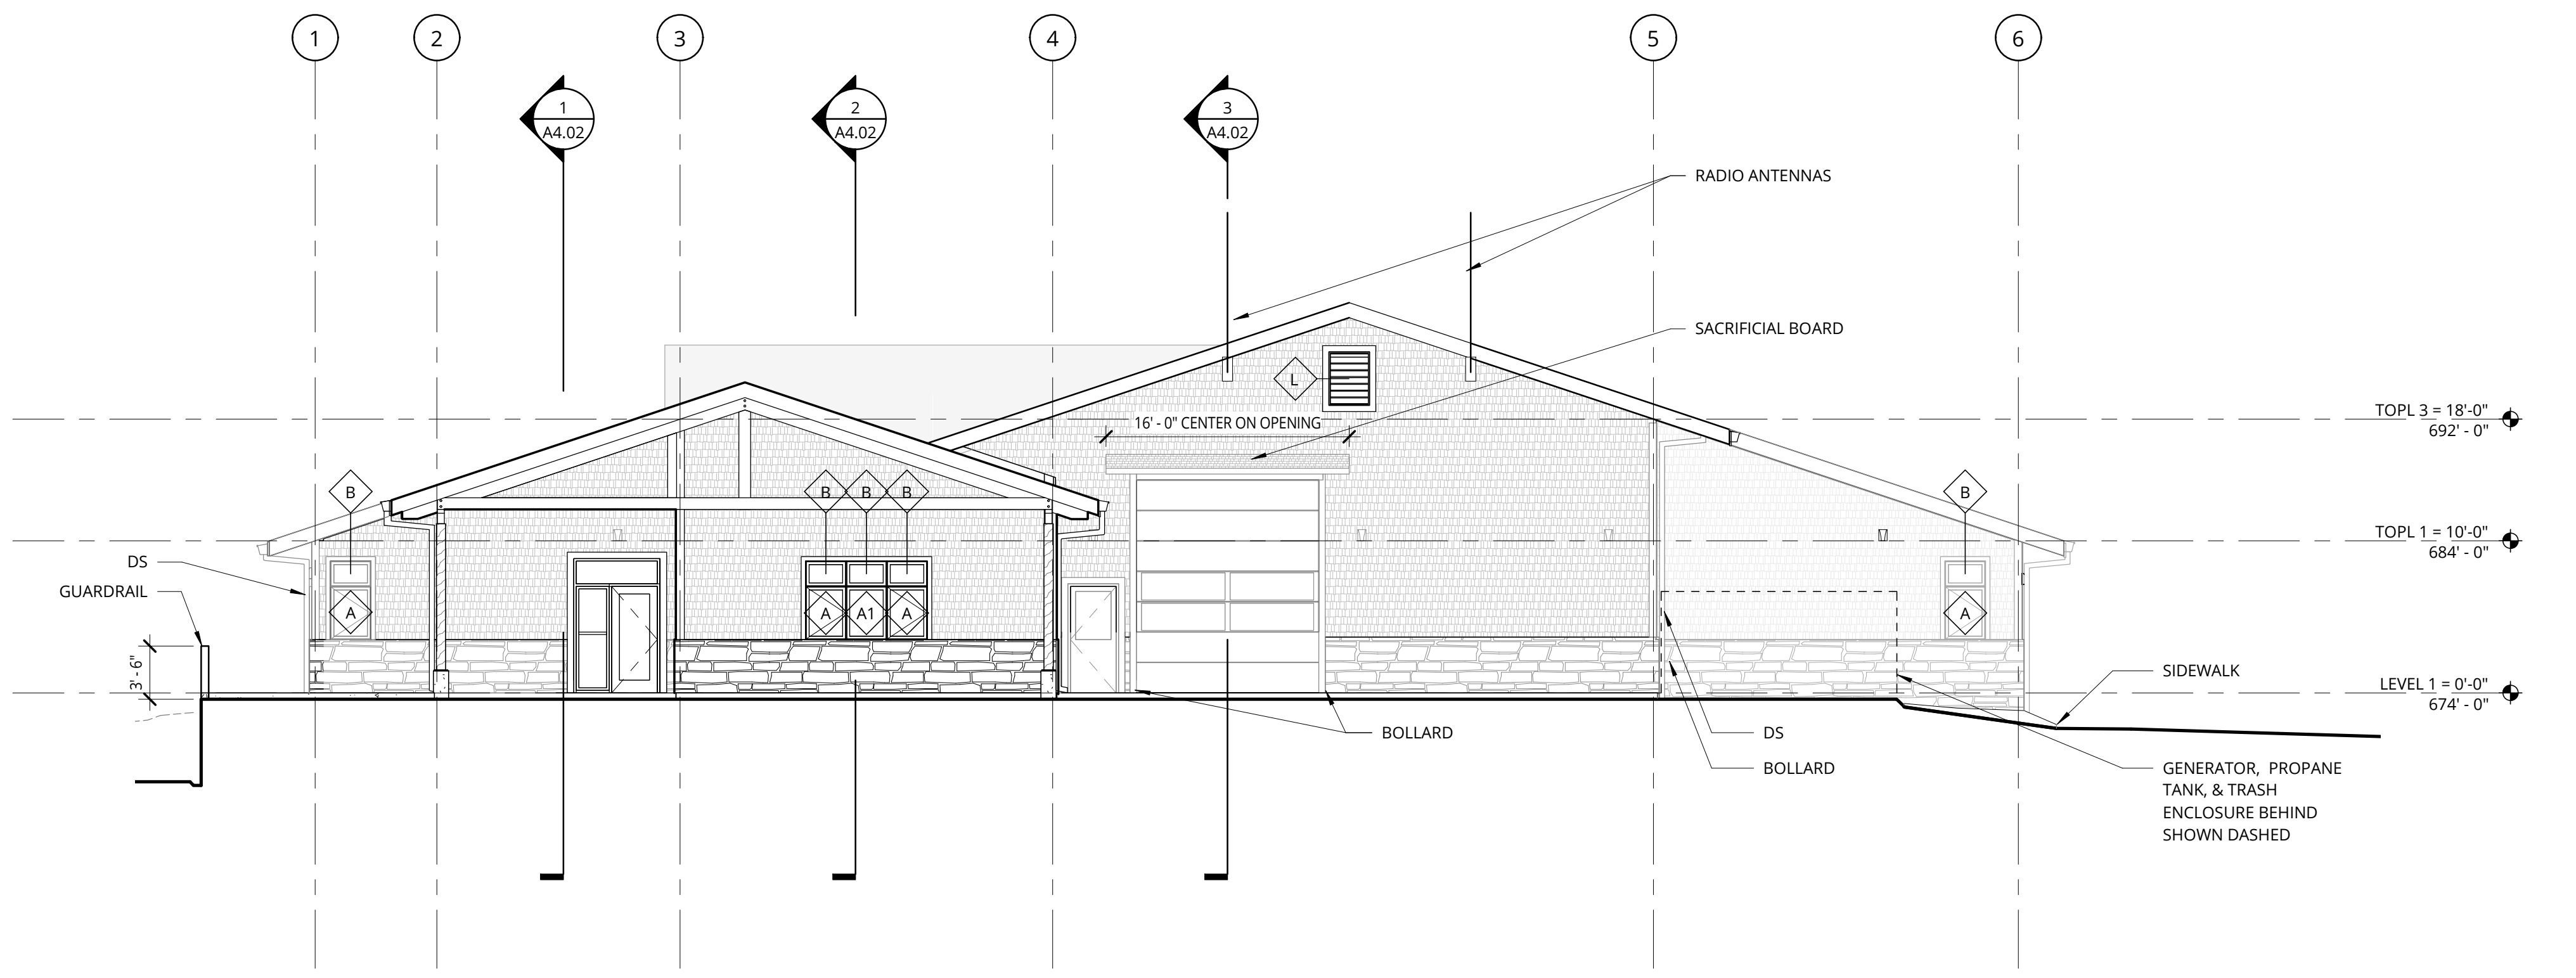 1
2
3
4
5
6
1
A4.02
2
A4.02
3
A4.02
RADIO ANTENNAS
SACRIFICIAL BOARD
L
16' - 0" CENTER ON OPENING
TOPL 3 = 18'-0"
692' - 0"
B
B
B
B
B
TOPL 1 = 10'-0"
684' - 0"
DS
GUARDRAIL
A
A
A1
A
A
3' - 6"
SIDEWALK
LEVEL 1 = 0'-0"
674' - 0"
BOLLARD
DS
BOLLARD
GENERATOR, PROPANE
TANK, & TRASH
ENCLOSURE BEHIND
SHOWN DASHED